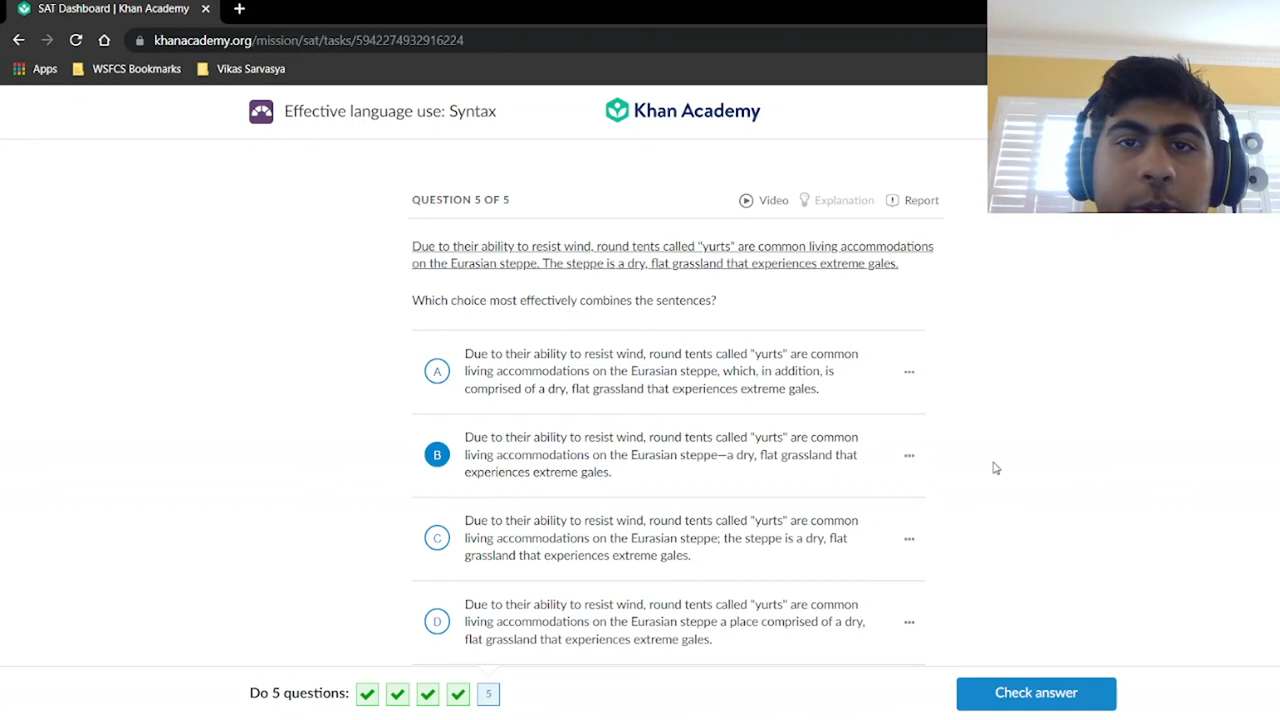 SAT Dashboard | Khan Academy
khanacademy.org/mission/sat/tasks/5942274932916224
Apps WSFCS Bookmarks Vikas Sarvasya
Effective language use: Syntax Khan Academy
QUESTION 5 OF 5 Video Explanation Report
Due to their ability to resist wind, round tents called "yurts" are common living accommodations
on the Eurasian steppe. The steppe is a dry, flat grassland that experiences extreme gales.
Which choice most effectively combines the sentences?
Due to their ability to resist wind, round tents called "yurts" are common
A living accommodations on the Eurasian steppe, which, in addition, is
comprised of a dry, flat grassland that experiences extreme gales.
Due to their ability to resist wind, round tents called "yurts" are common
B living accommodations on the Eurasian steppe—a dry, flat grassland that
experiences extreme gales.
Due to their ability to resist wind, round tents called "yurts" are common
C living accommodations on the Eurasian steppe; the steppe is a dry, flat
grassland that experiences extreme gales.
Due to their ability to resist wind, round tents called "yurts" are common
D living accommodations on the Eurasian steppe a place comprised of a dry,
flat grassland that experiences extreme gales.
Do 5 questions: 5 Check answer